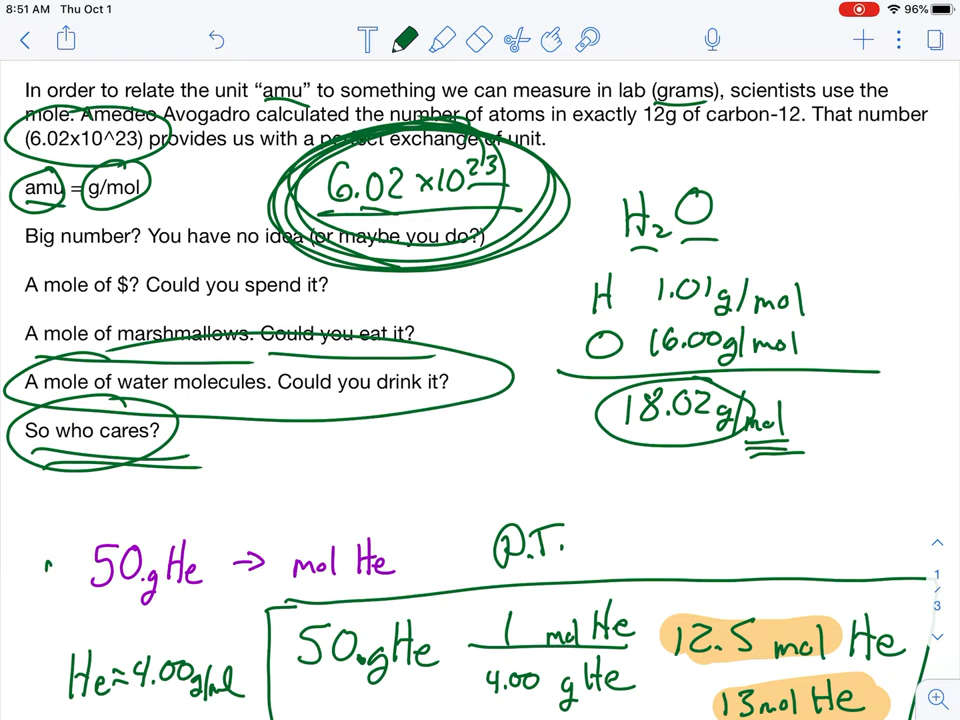 8:51 AM Thu Oct 1
96%
T
In order to relate the unit “amu” to something we can measure in lab (grams), scientists use the
mole. Amedeo Avogadro calculated the number of atoms in exactly 12g of carbon-12. That number
(6.02x10^23) provides us with a perfect exchange of unit.
6.02 ×10²³
amu = g/mol
H₂O
Big number? You have no idea (or maybe you do?)
A mole of $? Could you spend it?
H 1.01g/mol
A mole of marshmallows. Could you eat it?
O 16.00g/mol
A mole of water molecules. Could you drink it?
18.02 g/mol
So who cares?
P.T.
50.g He → mol He
1
3
50.g He 1 mol He 12.5 mol He
4.00 g He
He≈4.00g/mol
13 mol He